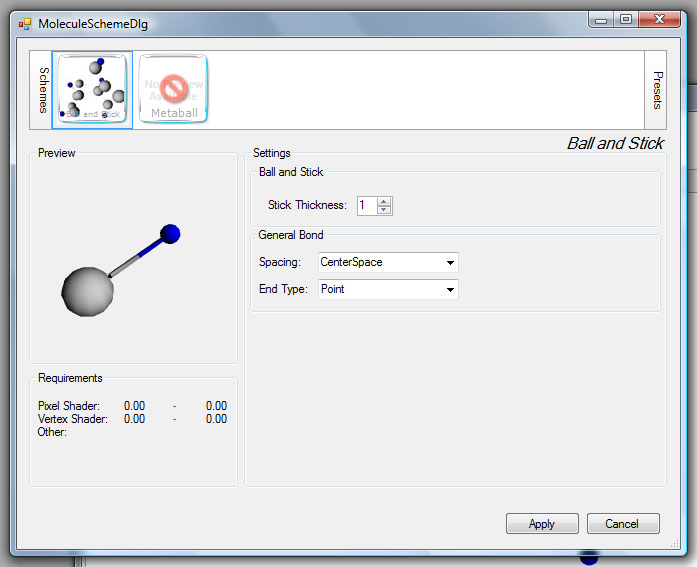 MoleculeSchemeDlg
Schemes
Ball and Stick
No Preview
Available
Metaball
Presets
Ball and Stick
Preview
Settings
Ball and Stick
Stick Thickness: 1
General Bond
Spacing: CenterSpace
End Type: Point
Requirements
Pixel Shader: 0.00 - 0.00
Vertex Shader: 0.00 - 0.00
Other:
Apply Cancel